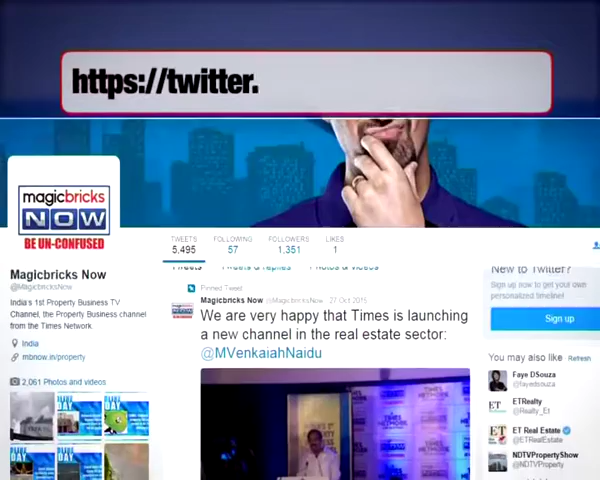 https://twitter.
magicbricks
NOW
BE UN-CONFUSED
TWEETS
5,495
FOLLOWING
57
FOLLOWERS
1,351
LIKES
1
Magicbricks Now
@MagicbricksNow
India's 1st Property Business TV
Channel, the Property Business channel
from the Times Network.
India
mbnow.in/property
2,061 Photos and videos
Tweets
Tweets & replies
Photos & videos
Pinned Tweet
Magicbricks Now @MagicbricksNow · 27 Oct 2015
We are very happy that Times is launching
a new channel in the real estate sector:
@MVenkaiahNaidu
New to Twitter?
Sign up now to get your own
personalized timeline!
Sign up
You may also like Refresh
Faye DSouza
@fayedsouza
ETRealty
@Realty_Et
ET Real Estate
@ETRealEstate
NDTVPropertyShow
@NDTVProperty